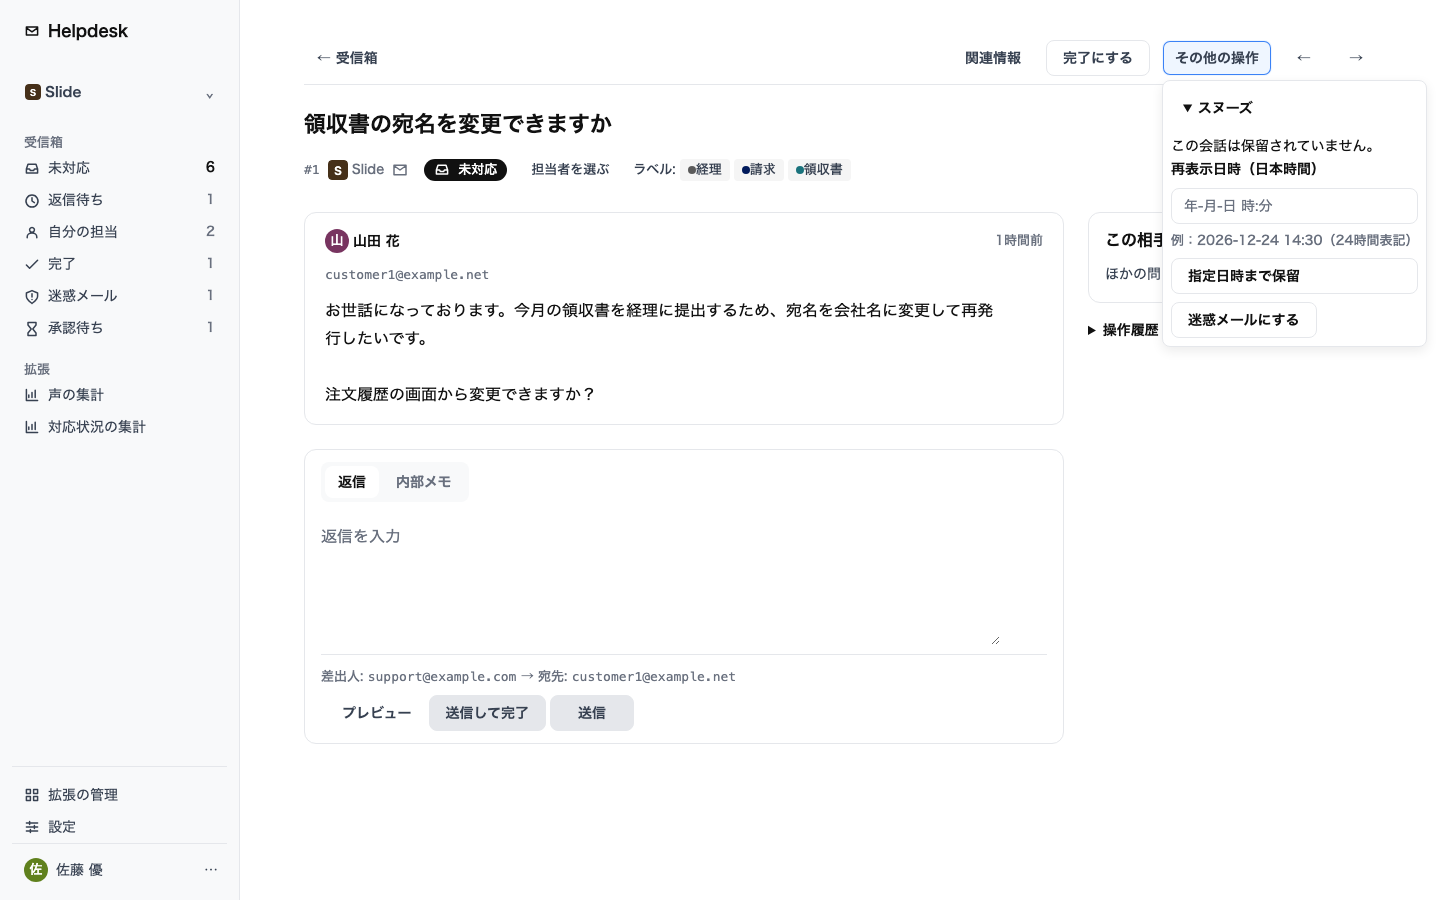 Helpdesk
S Slide
受信箱
未対応 6
返信待ち 1
自分の担当 2
完了 1
迷惑メール 1
承認待ち 1
拡張
声の集計
対応状況の集計
拡張の管理
設定
佐 佐藤 優 …
← 受信箱
関連情報
完了にする
その他の操作
← →
領収書の宛名を変更できますか
#1 S Slide 未対応 担当者を選ぶ ラベル: 経理 請求 領収書
山 山田 花 1時間前
customer1@example.net
お世話になっております。今月の領収書を経理に提出するため、宛名を会社名に変更して再発
行したいです。
注文履歴の画面から変更できますか？
返信 内部メモ
返信を入力
差出人: support@example.com → 宛先: customer1@example.net
プレビュー 送信して完了 送信
▼ スヌーズ
この会話は保留されていません。
再表示日時（日本時間）
年-月-日 時:分
例：2026-12-24 14:30（24時間表記）
指定日時まで保留
迷惑メールにする
この相手
ほかの問
▶ 操作履歴